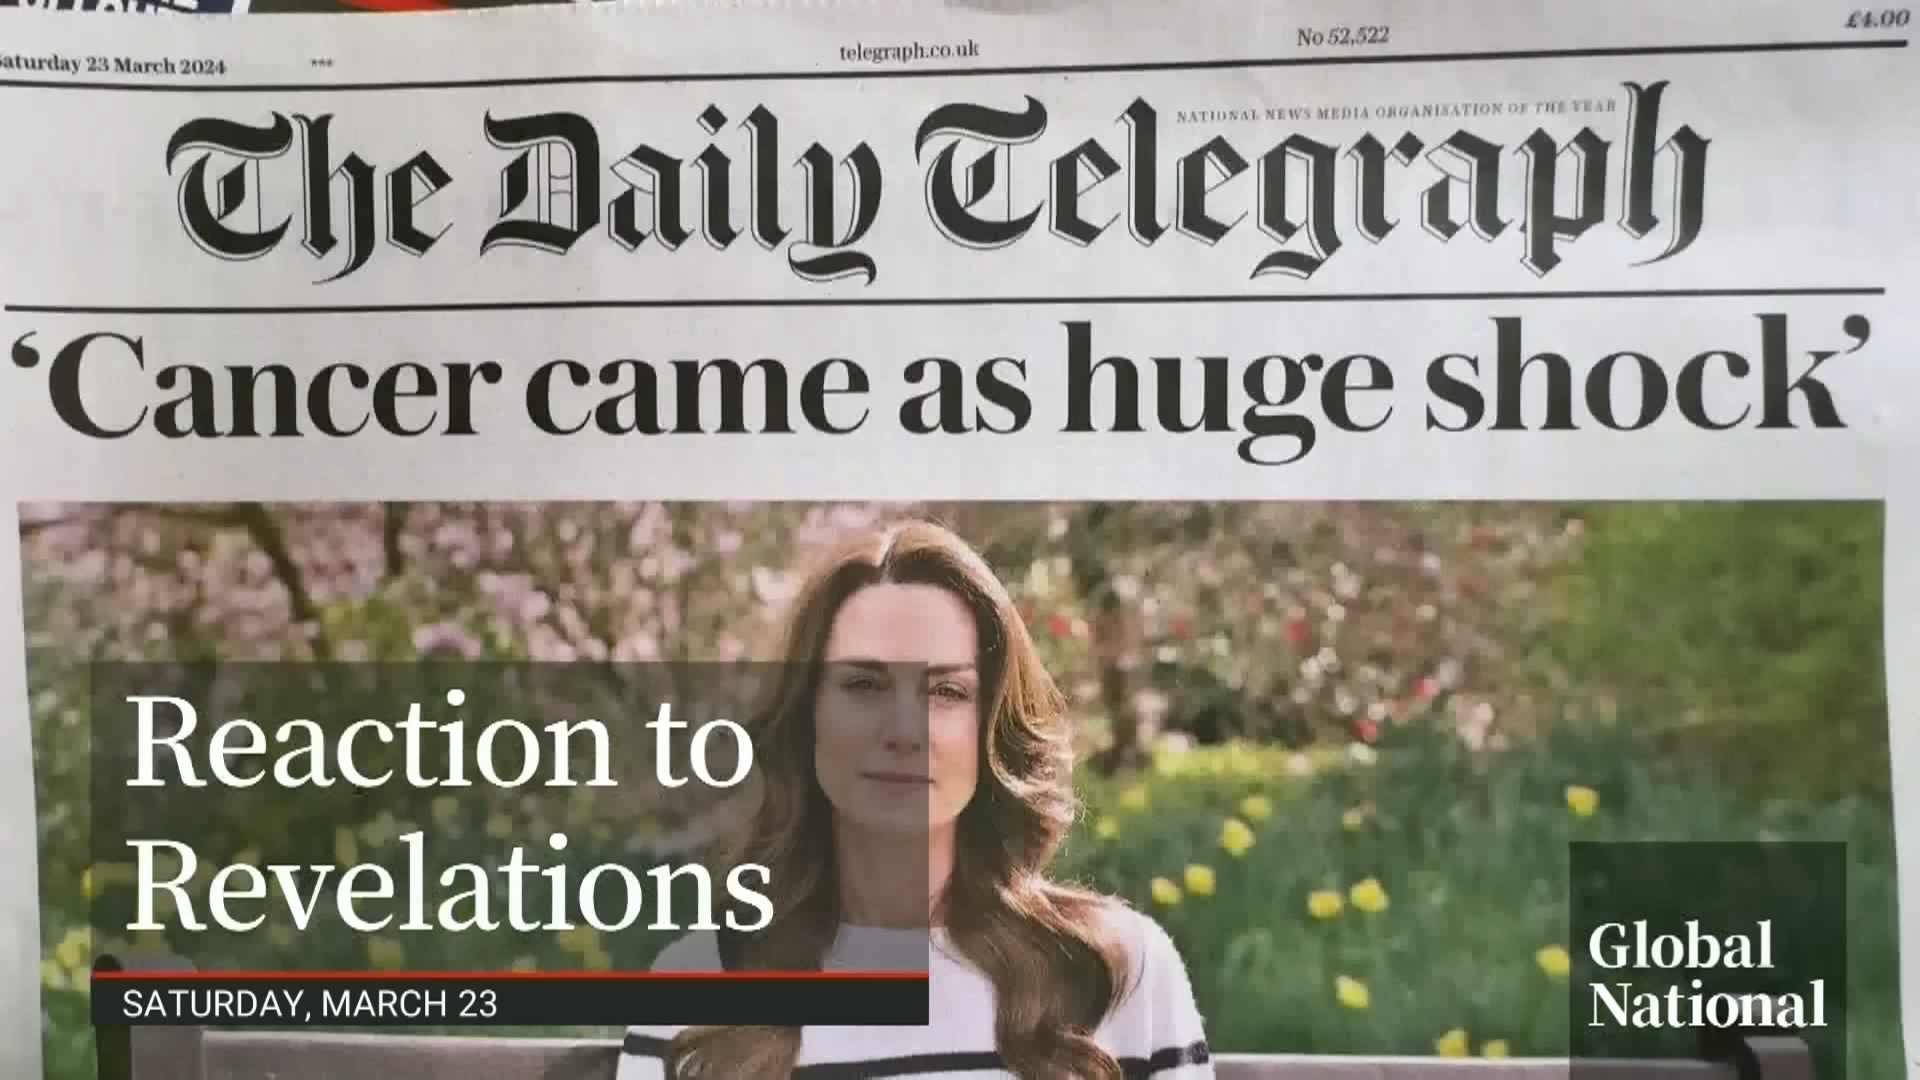 aturday 23 March 2024
***
telegraph.co.uk
No 52,522
£4.00
NATIONAL NEWS MEDIA ORGANISATION OF THE YEAR
The Daily Telegraph
‘Cancer came as huge shock’
Reaction to
Revelations
SATURDAY, MARCH 23
Global
National